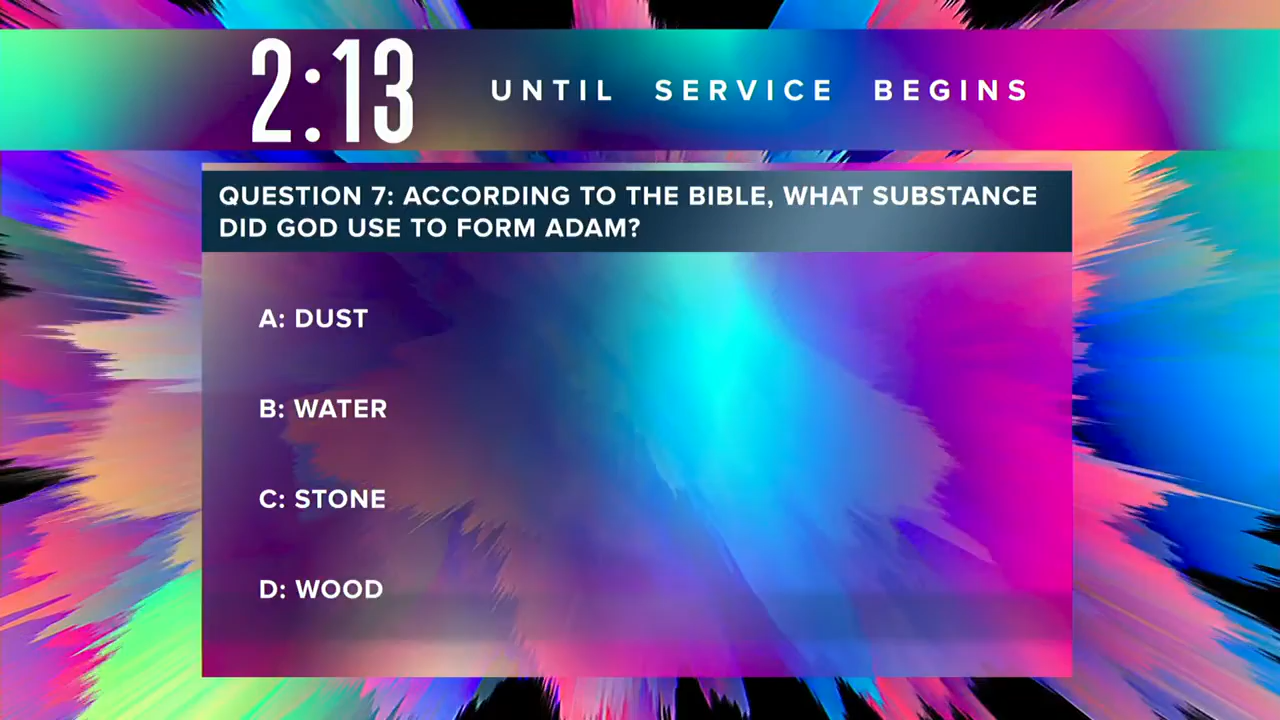 2:13 UNTIL SERVICE BEGINS
QUESTION 7: ACCORDING TO THE BIBLE, WHAT SUBSTANCE
DID GOD USE TO FORM ADAM?
A: DUST
B: WATER
C: STONE
D: WOOD